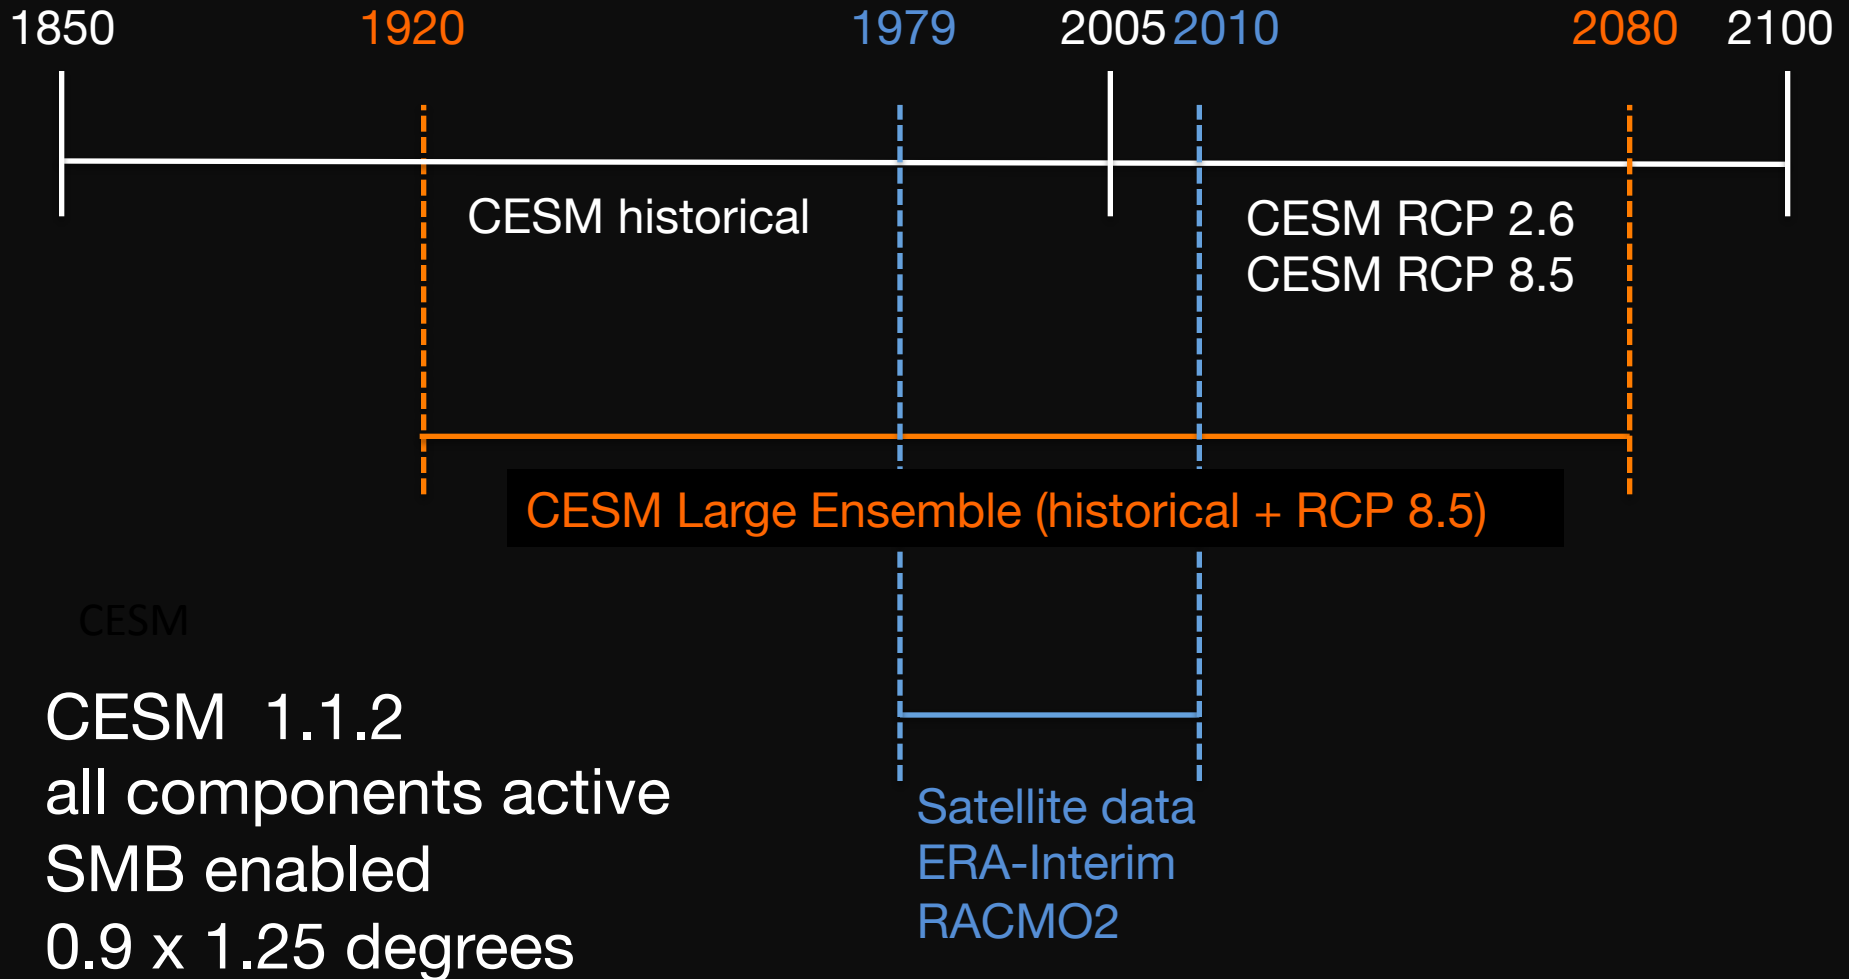 1850 1920 1979 2005 2010 2080 2100
CESM historical
CESM RCP 2.6
CESM RCP 8.5
CESM Large Ensemble (historical + RCP 8.5)
CESM
CESM 1.1.2
all components active
SMB enabled
0.9 x 1.25 degrees
Satellite data
ERA-Interim
RACMO2